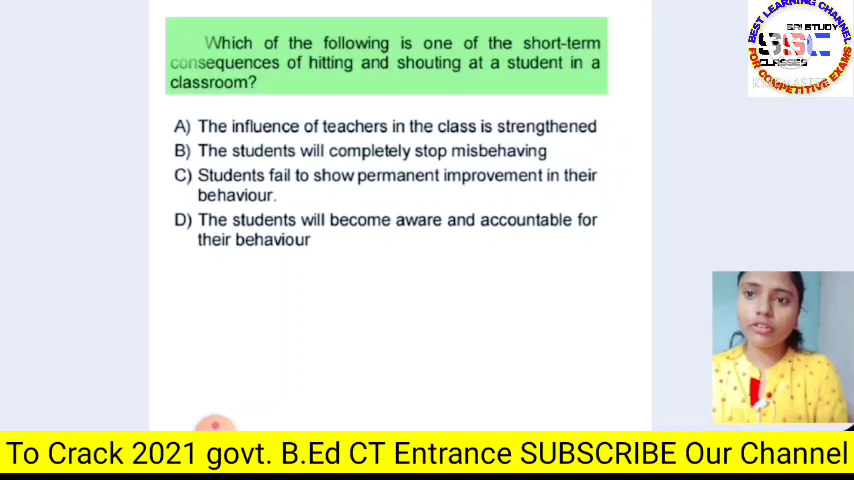 Which of the following is one of the short-term
consequences of hitting and shouting at a student in a
classroom?
A) The influence of teachers in the class is strengthened
B) The students will completely stop misbehaving
C) Students fail to show permanent improvement in their
behaviour.
D) The students will become aware and accountable for
their behaviour
BEST LEARNING CHANNEL
SRI STUDY
SSC
CLASSES
FOR COMPETITIVE EXAMS
To Crack 2021 govt. B.Ed CT Entrance SUBSCRIBE Our Channel